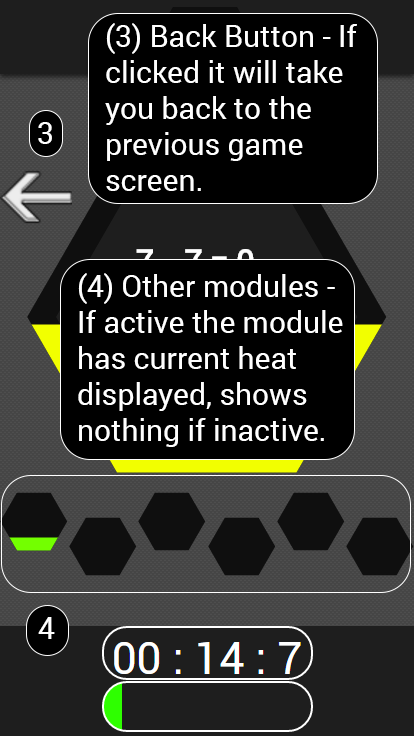 (3) Back Button - If
clicked it will take
you back to the
previous game
screen.
3
(4) Other modules -
If active the module
has current heat
displayed, shows
nothing if inactive.
4
00 : 14 : 7